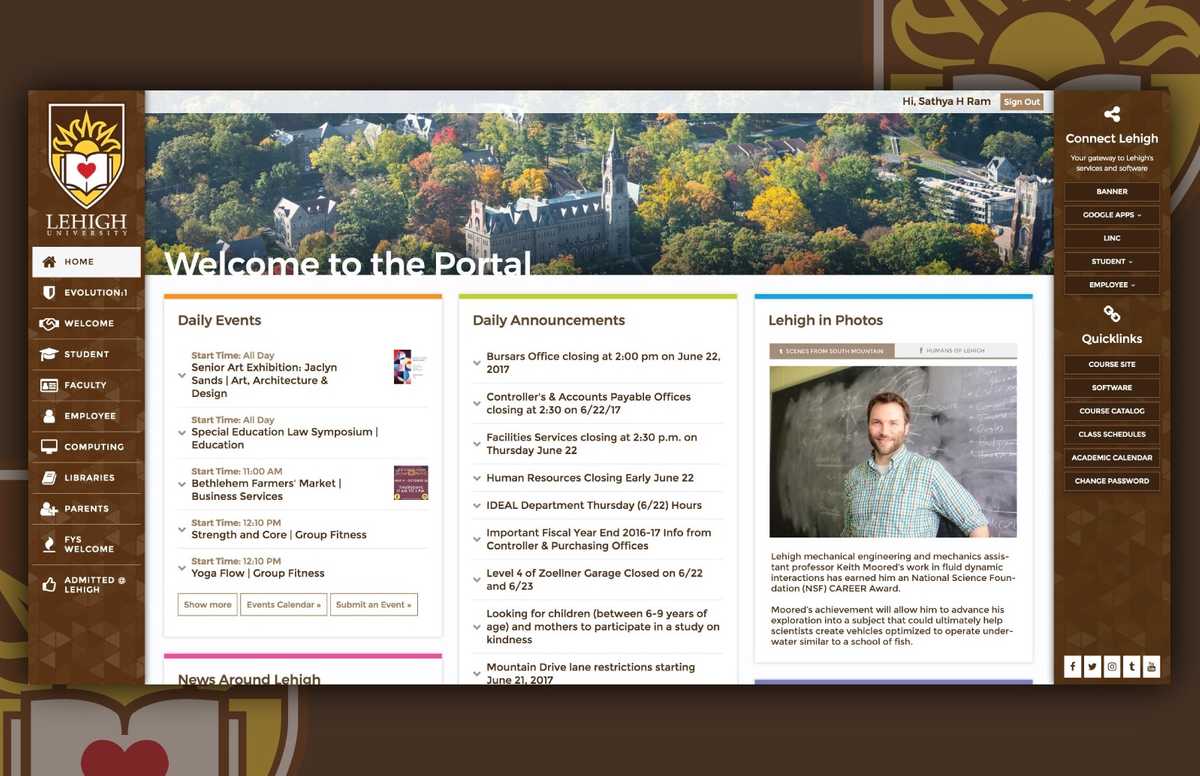 LEHIGH
UNIVERSITY
HOME
EVOLUTION:1
WELCOME
STUDENT
FACULTY
EMPLOYEE
COMPUTING
LIBRARIES
PARENTS
FYS
WELCOME
ADMITTED @
LEHIGH
Hi, Sathya H Ram
Sign Out
Welcome to the Portal
Daily Events
Start Time: All Day
Senior Art Exhibition: Jaclyn
Sands | Art, Architecture &
Design
Start Time: All Day
Special Education Law Symposium |
Education
Start Time: 11:00 AM
Bethlehem Farmers' Market |
Business Services
Start Time: 12:10 PM
Strength and Core | Group Fitness
Start Time: 12:10 PM
Yoga Flow | Group Fitness
Show more
Events Calendar »
Submit an Event »
News Around Lehigh
Daily Announcements
Bursars Office closing at 2:00 pm on June 22,
2017
Controller's & Accounts Payable Offices
closing at 2:30 on 6/22/17
Facilities Services closing at 2:30 p.m. on
Thursday June 22
Human Resources Closing Early June 22
IDEAL Department Thursday (6/22) Hours
Important Fiscal Year End 2016-17 Info from
Controller & Purchasing Offices
Level 4 of Zoellner Garage Closed on 6/22
and 6/23
Looking for children (between 6-9 years of
age) and mothers to participate in a study on
kindness
Mountain Drive lane restrictions starting
June 21, 2017
Lehigh in Photos
SCENES FROM SOUTH MOUNTAIN
HUMANS OF LEHIGH
Lehigh mechanical engineering and mechanics assis-
tant professor Keith Moored's work in fluid dynamic
interactions has earned him an National Science Foun-
dation (NSF) CAREER Award.
Moored's achievement will allow him to advance his
exploration into a subject that could ultimately help
scientists create vehicles optimized to operate under-
water similar to a school of fish.
Connect Lehigh
Your gateway to Lehigh's
services and software
BANNER
GOOGLE APPS
LINC
STUDENT
EMPLOYEE
Quicklinks
COURSE SITE
SOFTWARE
COURSE CATALOG
CLASS SCHEDULES
ACADEMIC CALENDAR
CHANGE PASSWORD